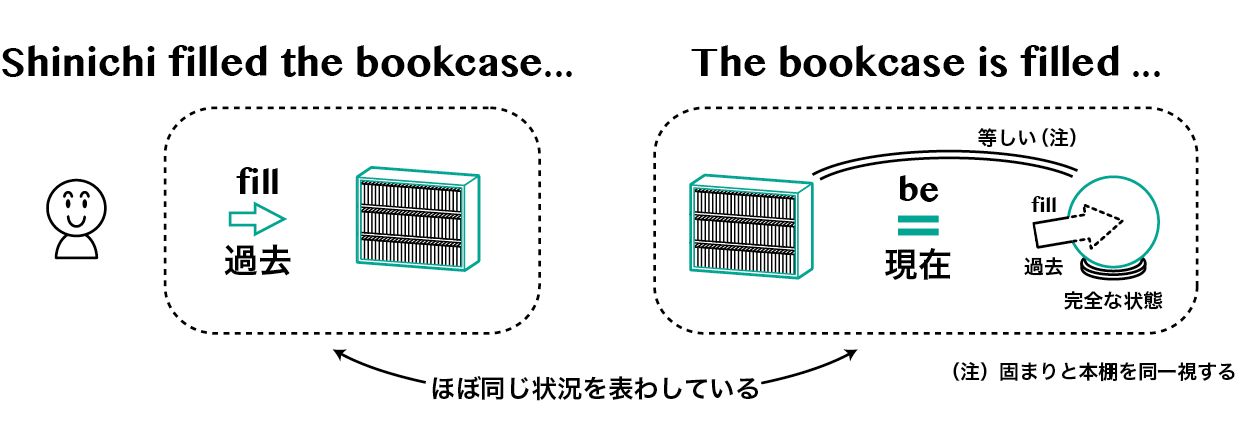 Shinichi filled the bookcase...
The bookcase is filled ...
fill
過去
等しい（注）
be
現在
fill
過去
完全な状態
ほぼ同じ状況を表わしている
（注）固まりと本棚を同一視する